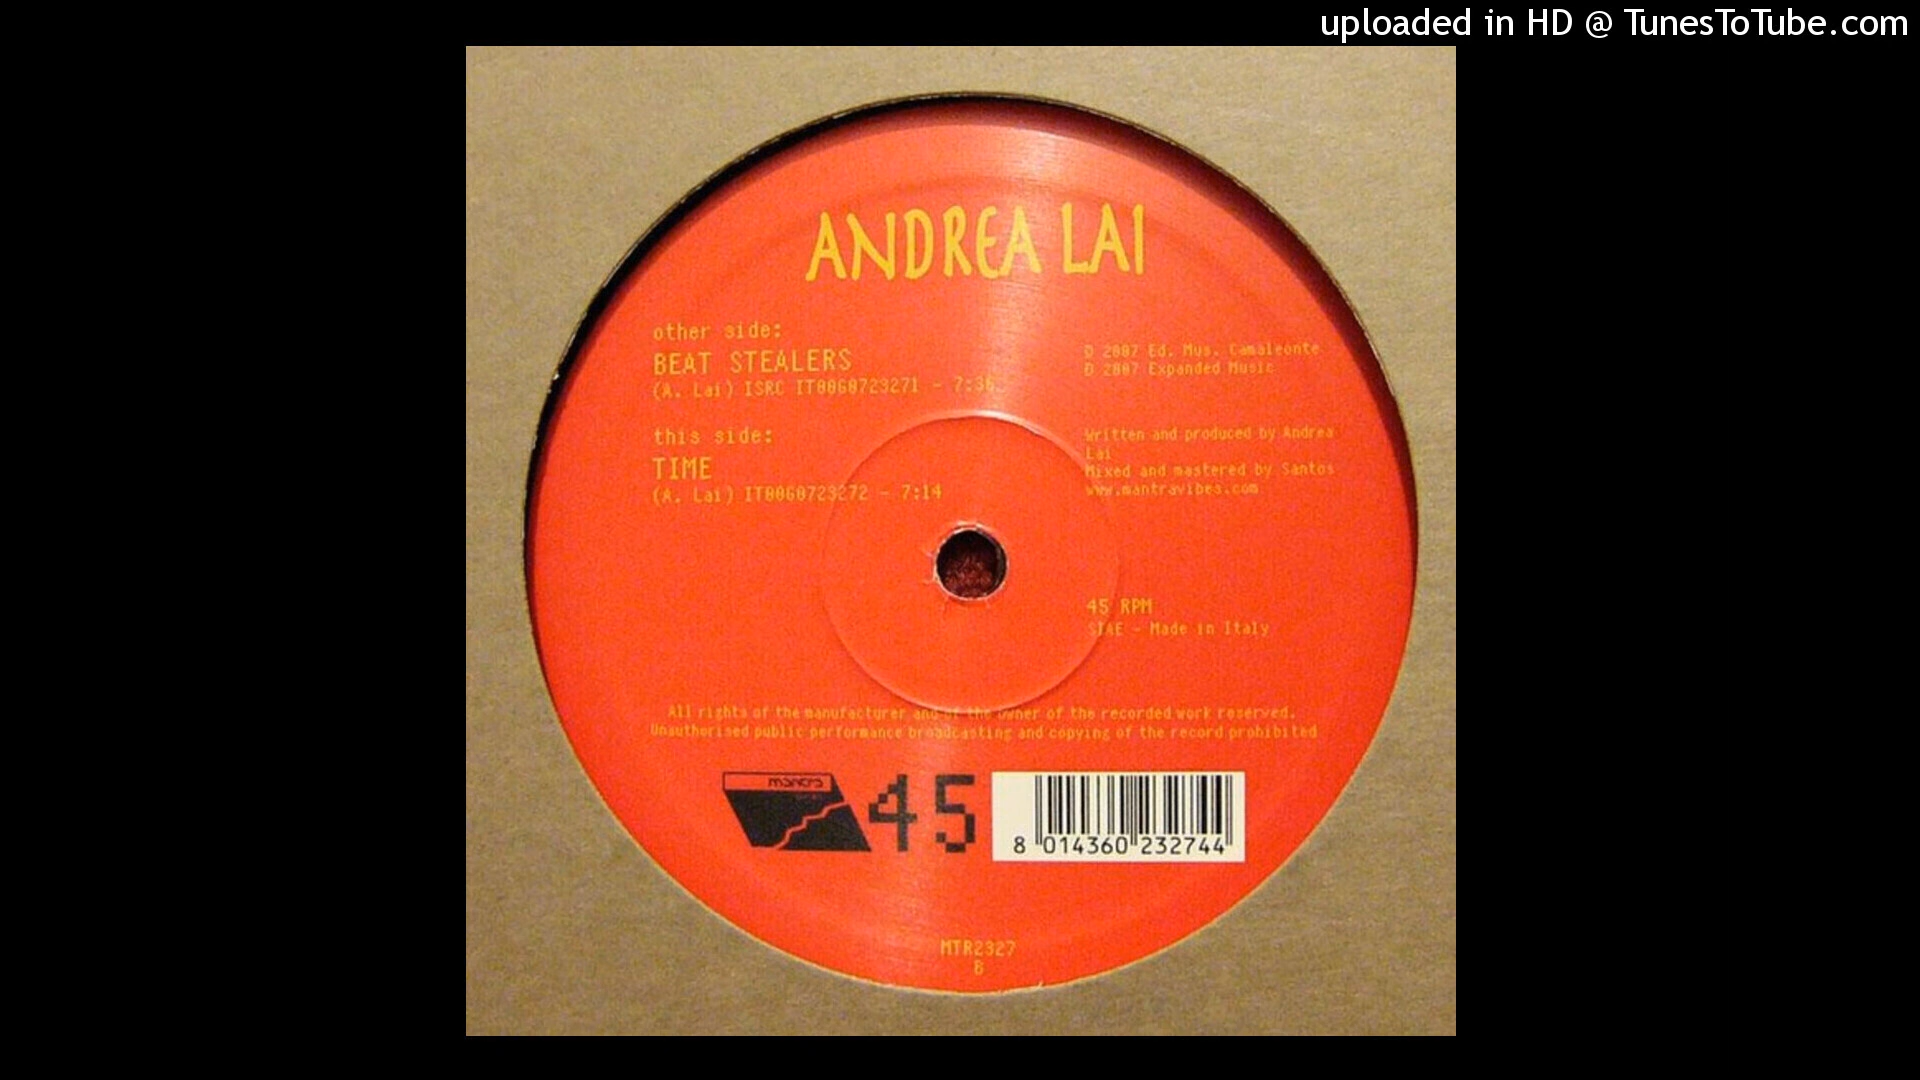 uploaded in HD @ TunesToTube.com
ANDREA LAI
other side:
BEAT STEALERS
(A. Lai) ISRC IT0060723271 - 7:36
this side:
TIME
(A. Lai) IT0060723272 - 7:14
2007 Ed. Mus. Camaleonte
2007 Expanded Music
Written and produced by Andrea
Lai
Mixed and mastered by Santos
www.mantravibes.com
45 RPM
SIAE - Made in Italy
All rights of the manufacturer and of the owner of the recorded work reserved.
Unauthorised public performance broadcasting and copying of the record prohibited
45
8 014360 232744
MTR2327
B